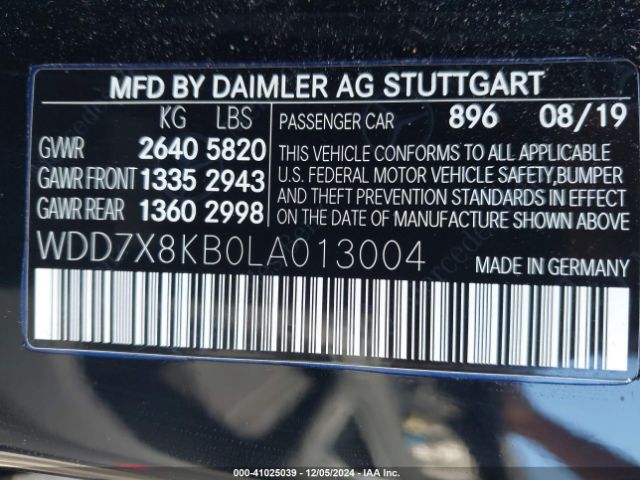 MFD BY DAIMLER AG STUTTGART
KG LBS
GVWR 2640 5820
GAWR FRONT 1335 2943
GAWR REAR 1360 2998
PASSENGER CAR 896 08/19
THIS VEHICLE CONFORMS TO ALL APPLICABLE
U.S. FEDERAL MOTOR VEHICLE SAFETY,BUMPER
AND THEFT PREVENTION STANDARDS IN EFFECT
ON THE DATE OF MANUFACTURE SHOWN ABOVE
WDD7X8KB0LA013004
MADE IN GERMANY
000-41025039 - 12/05/2024 - IAA Inc.